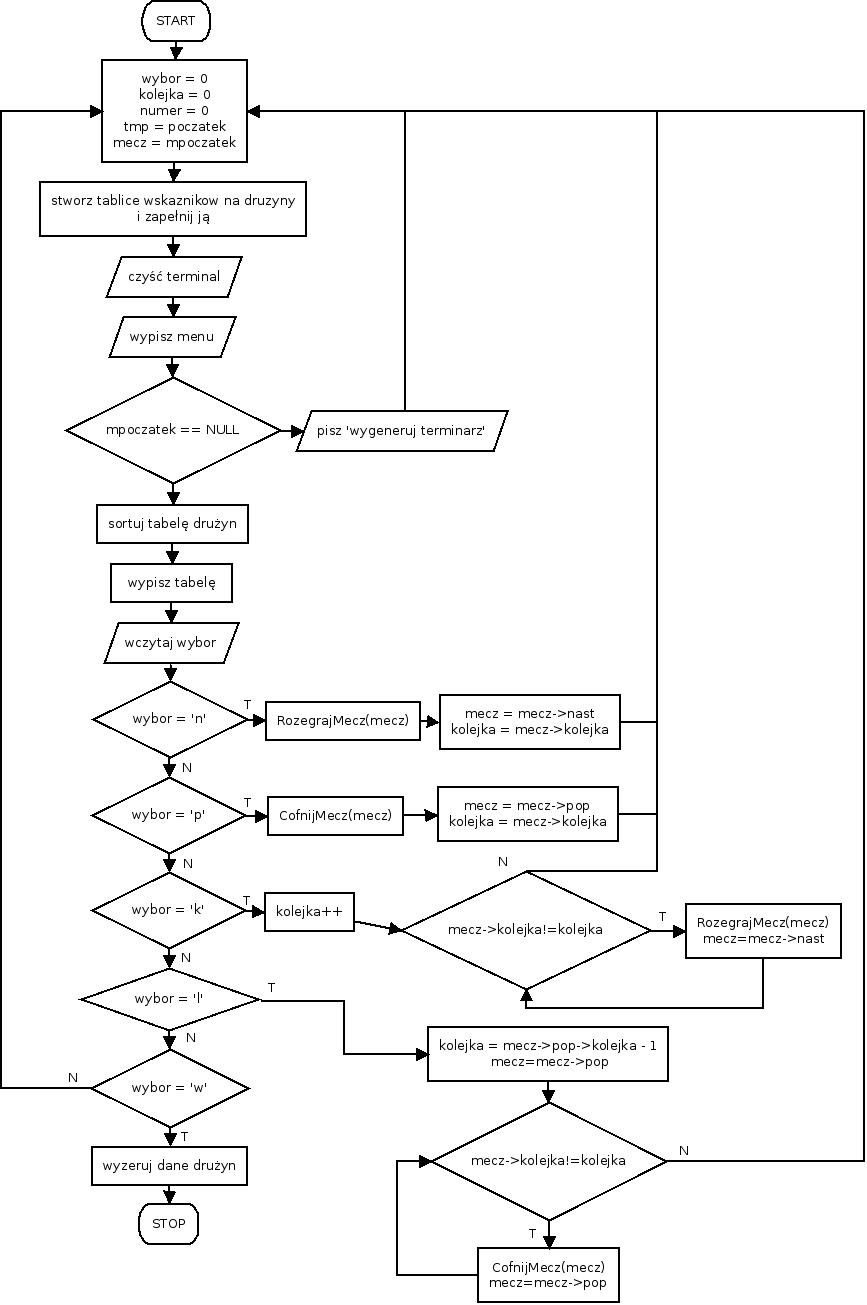 START
wybor = 0
kolejka = 0
numer = 0
tmp = poczatek
mecz = mpoczatek
stworz tablice wskaznikow na druzyny
i zapełnij ją
czyść terminal
wypisz menu
mpoczatek == NULL
pisz 'wygeneruj terminarz'
sortuj tabelę drużyn
wypisz tabelę
wczytaj wybor
wybor = 'n'
T
RozegrajMecz(mecz)
mecz = mecz->nast
kolejka = mecz->kolejka
N
wybor = 'p'
T
CofnijMecz(mecz)
mecz = mecz->pop
kolejka = mecz->kolejka
N
wybor = 'k'
T
kolejka++
N
mecz->kolejka!=kolejka
T
RozegrajMecz(mecz)
mecz=mecz->nast
N
wybor = 'l'
T
kolejka = mecz->pop->kolejka - 1
mecz=mecz->pop
N
wybor = 'w'
N
T
mecz->kolejka!=kolejka
N
T
CofnijMecz(mecz)
mecz=mecz->pop
wyzeruj dane drużyn
STOP